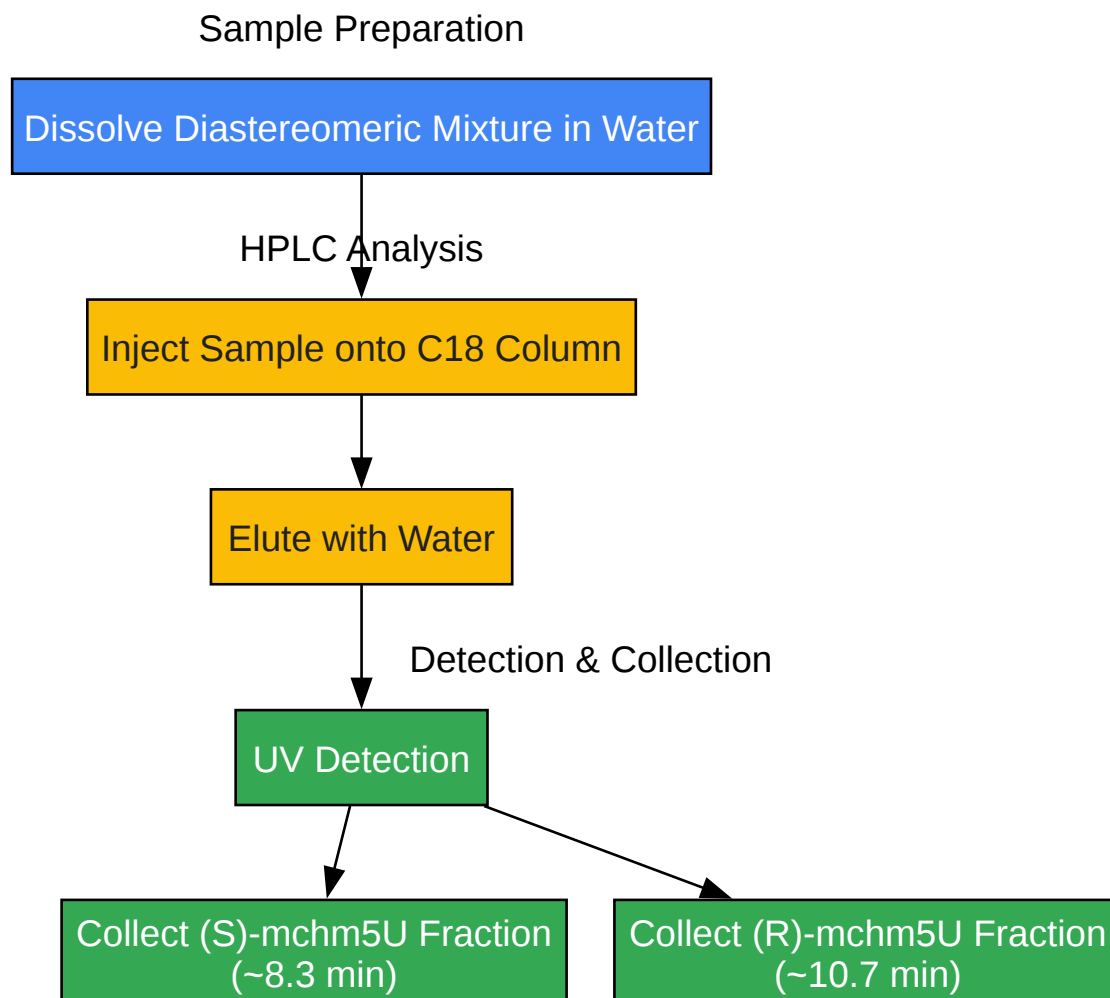 Sample Preparation
Dissolve Diastereomeric Mixture in Water
HPLC Analysis
Inject Sample onto C18 Column
Elute with Water
Detection & Collection
UV Detection
Collect (S)-mchm5U Fraction
(~8.3 min)
Collect (R)-mchm5U Fraction
(~10.7 min)